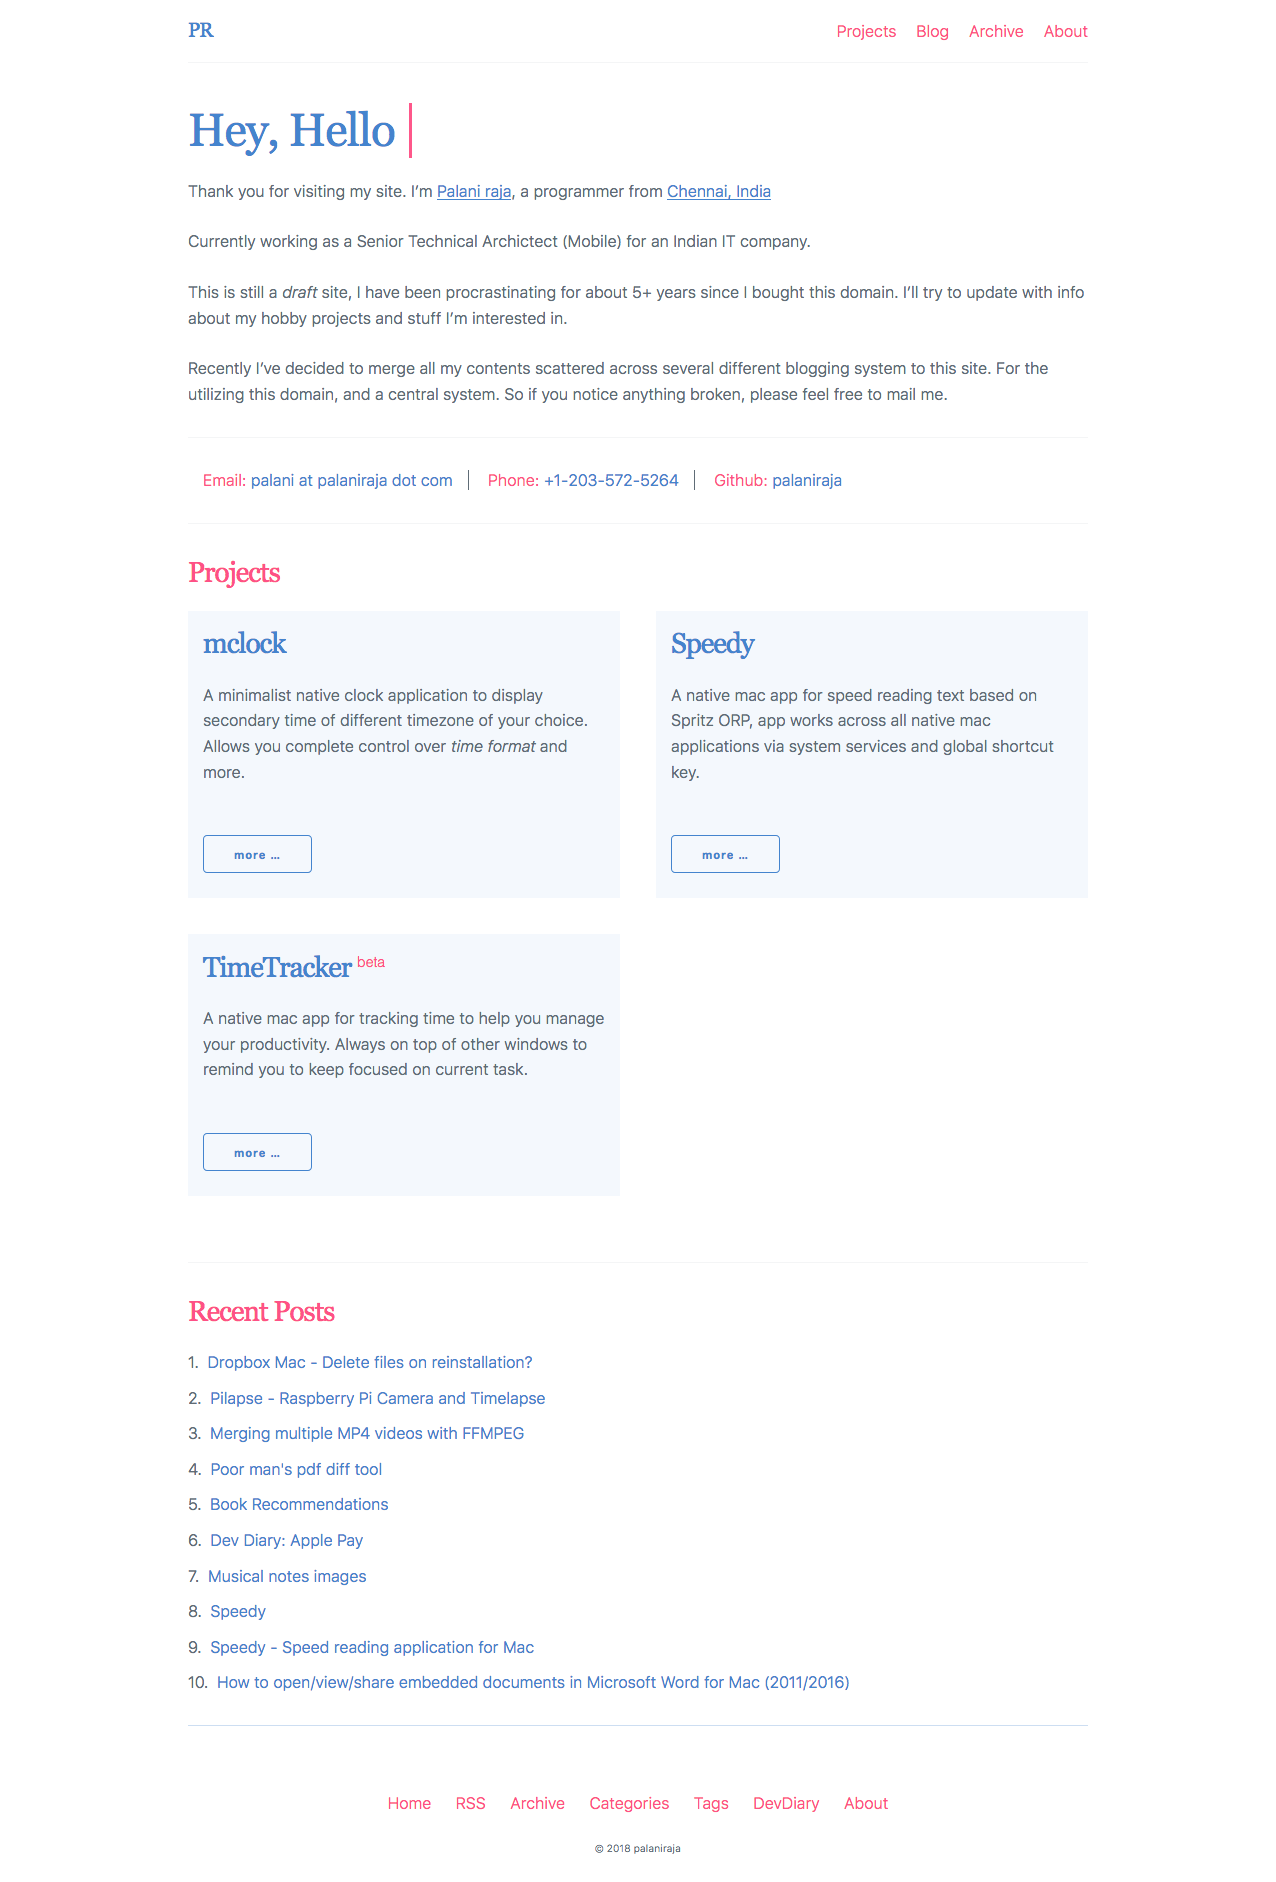 PR
Projects Blog Archive About
Hey, Hello
Thank you for visiting my site. I’m Palani raja, a programmer from Chennai, India
Currently working as a Senior Technical Archictect (Mobile) for an Indian IT company.
This is still a draft site, I have been procrastinating for about 5+ years since I bought this domain. I’ll try to update with info
about my hobby projects and stuff I’m interested in.
Recently I’ve decided to merge all my contents scattered across several different blogging system to this site. For the
utilizing this domain, and a central system. So if you notice anything broken, please feel free to mail me.
Email: palani at palaniraja dot com
Phone: +1-203-572-5264
Github: palaniraja
Projects
mclock
A minimalist native clock application to display
secondary time of different timezone of your choice.
Allows you complete control over time format and
more.
more ...
Speedy
A native mac app for speed reading text based on
Spritz ORP, app works across all native mac
applications via system services and global shortcut
key.
more ...
TimeTracker beta
A native mac app for tracking time to help you manage
your productivity. Always on top of other windows to
remind you to keep focused on current task.
more ...
Recent Posts
1. Dropbox Mac - Delete files on reinstallation?
2. Pilapse - Raspberry Pi Camera and Timelapse
3. Merging multiple MP4 videos with FFMPEG
4. Poor man's pdf diff tool
5. Book Recommendations
6. Dev Diary: Apple Pay
7. Musical notes images
8. Speedy
9. Speedy - Speed reading application for Mac
10. How to open/view/share embedded documents in Microsoft Word for Mac (2011/2016)
Home RSS Archive Categories Tags DevDiary About
© 2018 palaniraja